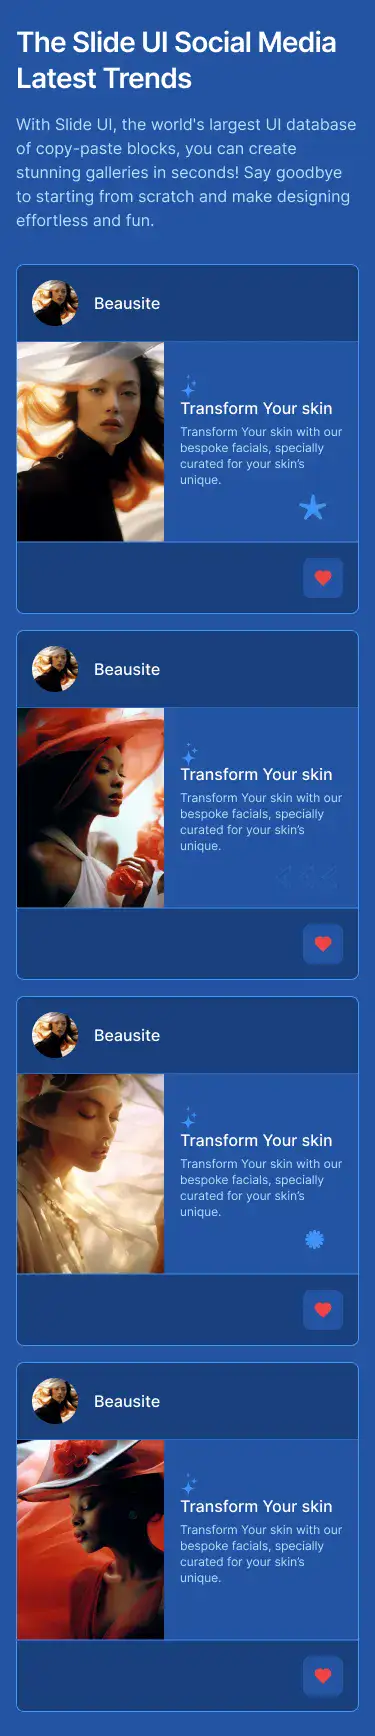 The Slide UI Social Media
Latest Trends
With Slide UI, the world's largest UI database
of copy-paste blocks, you can create
stunning galleries in seconds! Say goodbye
to starting from scratch and make designing
effortless and fun.
Beausite
Transform Your skin
Transform Your skin with our
bespoke facials, specially
curated for your skin's
unique.
Beausite
Transform Your skin
Transform Your skin with our
bespoke facials, specially
curated for your skin's
unique.
Beausite
Transform Your skin
Transform Your skin with our
bespoke facials, specially
curated for your skin's
unique.
Beausite
Transform Your skin
Transform Your skin with our
bespoke facials, specially
curated for your skin's
unique.